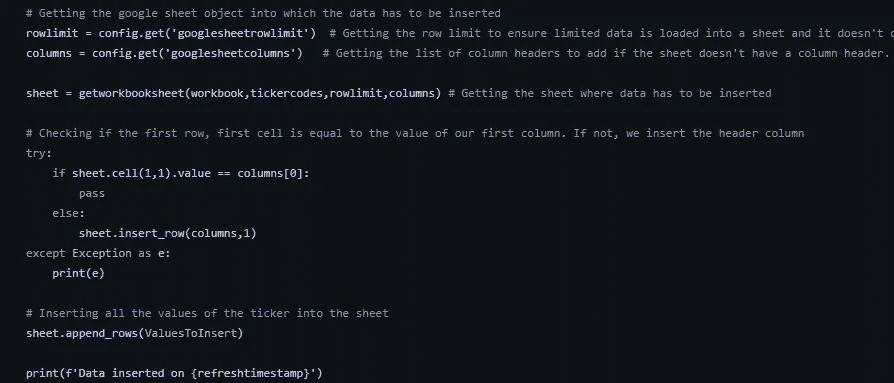 # Getting the google sheet object into which the data has to be inserted
rowlimit = config.get('googlesheetrowlimit')  # Getting the row limit to ensure limited data is loaded into a sheet and it doesn't
columns = config.get('googlesheetcolumns')   # Getting the list of column headers to add if the sheet doesn't have a column header.
sheet = getworkbooksheet(workbook,tickercodes,rowlimit,columns) # Getting the sheet where data has to be inserted
# Checking if the first row, first cell is equal to the value of our first column. If not, we insert the header column
try:
    if sheet.cell(1,1).value == columns[0]:
        pass
    else:
        sheet.insert_row(columns,1)
except Exception as e:
    print(e)
# Inserting all the values of the ticker into the sheet
sheet.append_rows(ValuesToInsert)
print(f'Data inserted on {refreshtimestamp}')